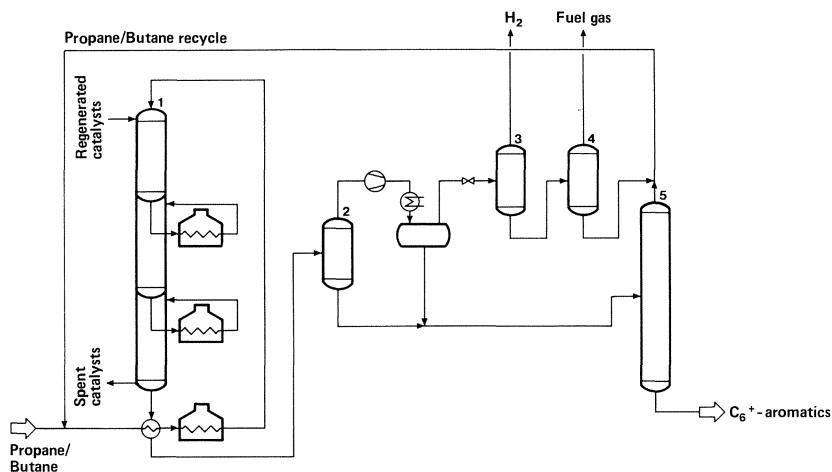 H2
Fuel gas
Propane/Butane recycle
1
Regenerated
catalysts
3
4
5
2
Spent
catalysts
Propane/
Butane
C6+-aromatics